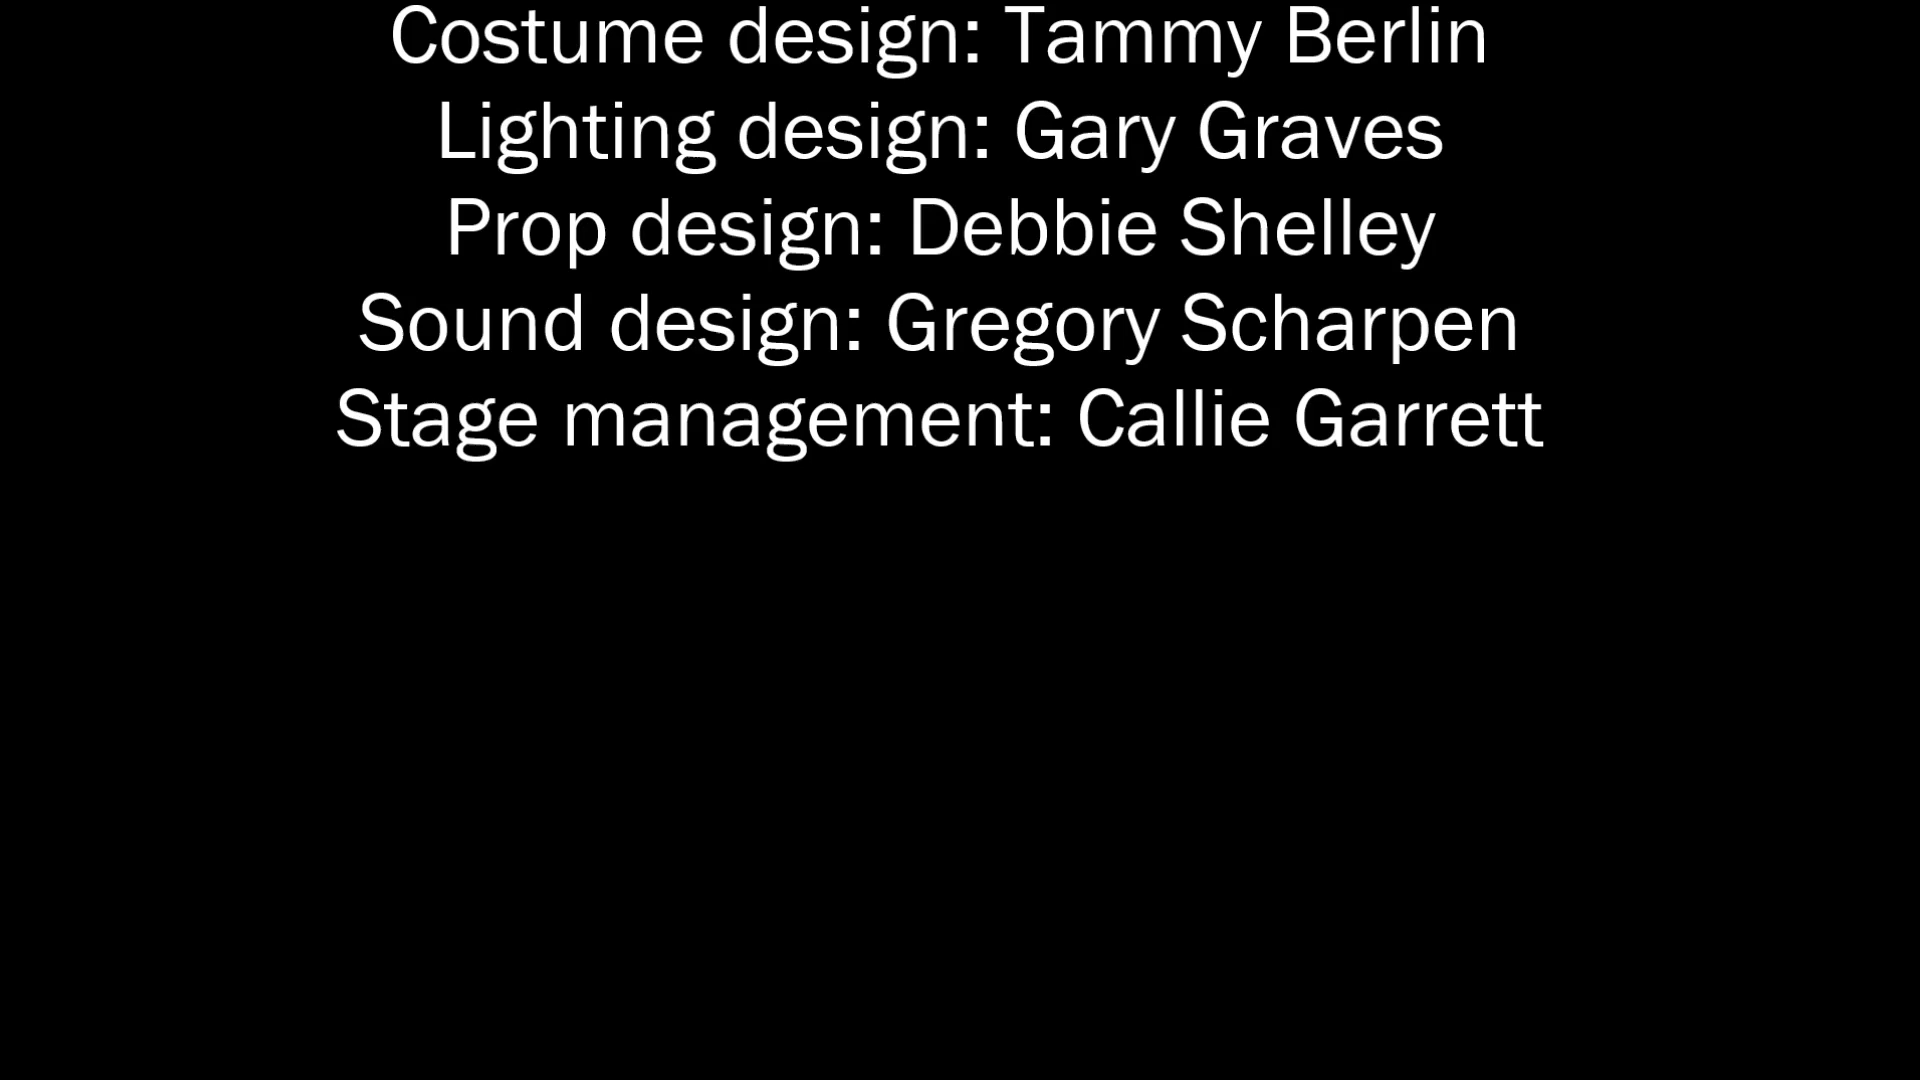 Costume design: Tammy Berlin
Lighting design: Gary Graves
Prop design: Debbie Shelley
Sound design: Gregory Scharpen
Stage management: Callie Garrett